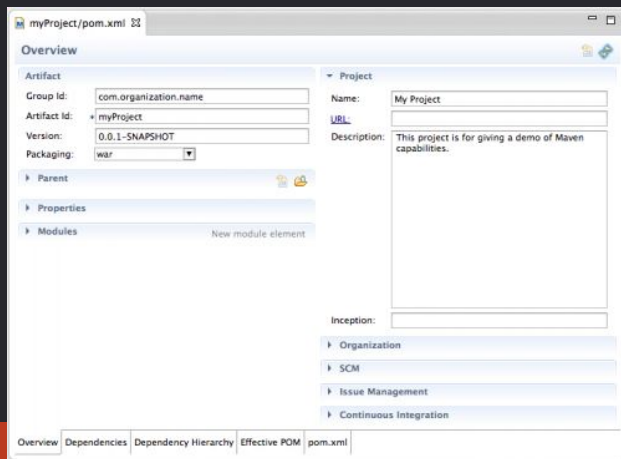 myProject/pom.xml
Overview
Artifact
Group Id: com.organization.name
Artifact Id: * myProject
Version: 0.0.1-SNAPSHOT
Packaging: war
Parent
Properties
Modules New module element
Project
Name: My Project
URL:
Description: This project is for giving a demo of Maven
capabilities.
Inception:
Organization
SCM
Issue Management
Continuous Integration
Overview Dependencies Dependency Hierarchy Effective POM pom.xml